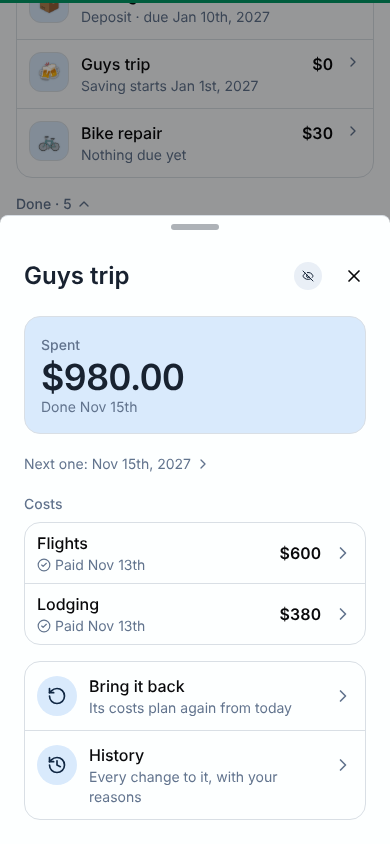 Deposit · due Jan 10th, 2027
Guys trip
$0
Saving starts Jan 1st, 2027
Bike repair
$30
Nothing due yet
Done · 5
Guys trip
Spent
$980.00
Done Nov 15th
Next one: Nov 15th, 2027
Costs
Flights
$600
Paid Nov 13th
Lodging
$380
Paid Nov 13th
Bring it back
Its costs plan again from today
History
Every change to it, with your
reasons